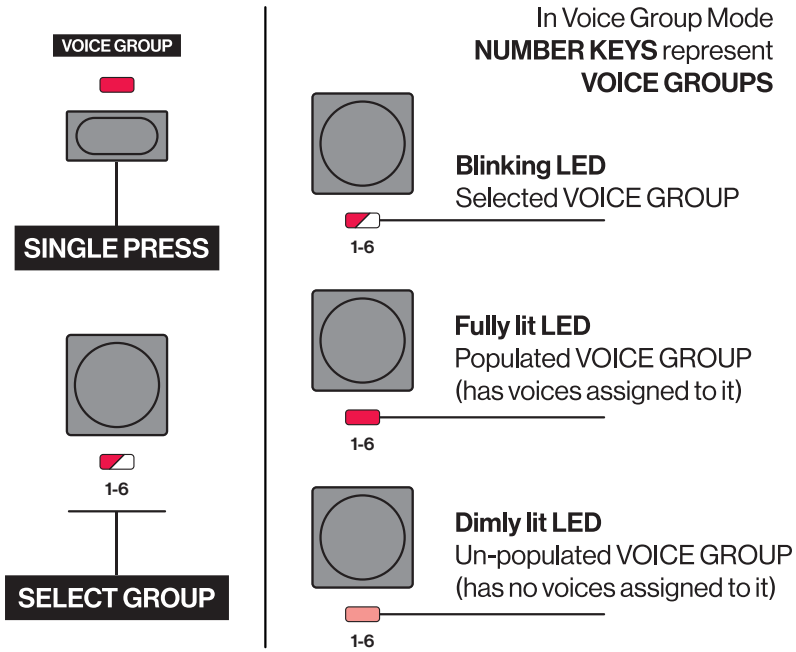 VOICE GROUP
SINGLE PRESS
1-6
SELECT GROUP
In Voice Group Mode
NUMBER KEYS represent
VOICE GROUPS
Blinking LED
Selected VOICE GROUP
1-6
Fully lit LED
Populated VOICE GROUP
(has voices assigned to it)
1-6
Dimly lit LED
Un-populated VOICE GROUP
(has no voices assigned to it)
1-6